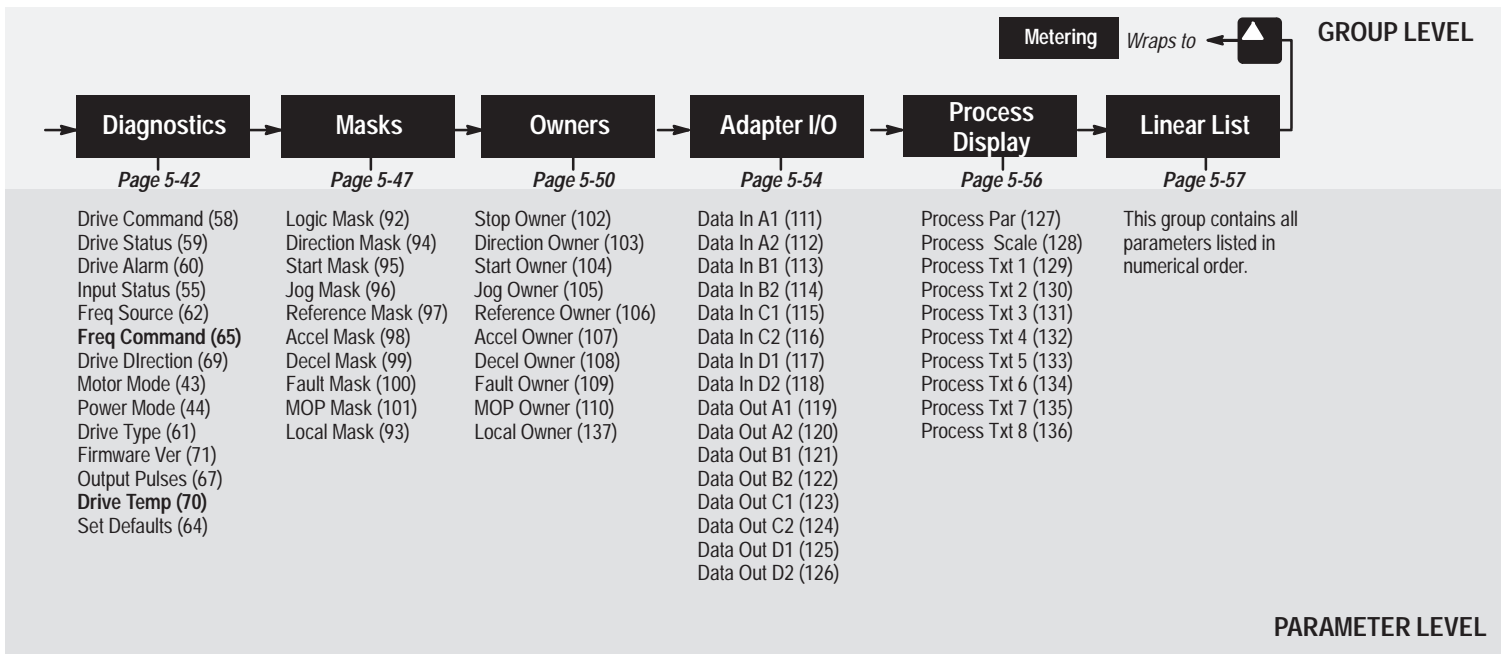 GROUP LEVEL
Metering Wraps to
Diagnostics
Masks
Owners
Adapter I/O
Process
Display
Linear List
Page 5-42
Page 5-47
Page 5-50
Page 5-54
Page 5-56
Page 5-57
Drive Command (58)
Drive Status (59)
Drive Alarm (60)
Input Status (55)
Freq Source (62)
Freq Command (65)
Drive DIrection (69)
Motor Mode (43)
Power Mode (44)
Drive Type (61)
Firmware Ver (71)
Output Pulses (67)
Drive Temp (70)
Set Defaults (64)
Logic Mask (92)
Direction Mask (94)
Start Mask (95)
Jog Mask (96)
Reference Mask (97)
Accel Mask (98)
Decel Mask (99)
Fault Mask (100)
MOP Mask (101)
Local Mask (93)
Stop Owner (102)
Direction Owner (103)
Start Owner (104)
Jog Owner (105)
Reference Owner (106)
Accel Owner (107)
Decel Owner (108)
Fault Owner (109)
MOP Owner (110)
Local Owner (137)
Data In A1 (111)
Data In A2 (112)
Data In B1 (113)
Data In B2 (114)
Data In C1 (115)
Data In C2 (116)
Data In D1 (117)
Data In D2 (118)
Data Out A1 (119)
Data Out A2 (120)
Data Out B1 (121)
Data Out B2 (122)
Data Out C1 (123)
Data Out C2 (124)
Data Out D1 (125)
Data Out D2 (126)
Process Par (127)
Process Scale (128)
Process Txt 1 (129)
Process Txt 2 (130)
Process Txt 3 (131)
Process Txt 4 (132)
Process Txt 5 (133)
Process Txt 6 (134)
Process Txt 7 (135)
Process Txt 8 (136)
This group contains all
parameters listed in
numerical order.
PARAMETER LEVEL